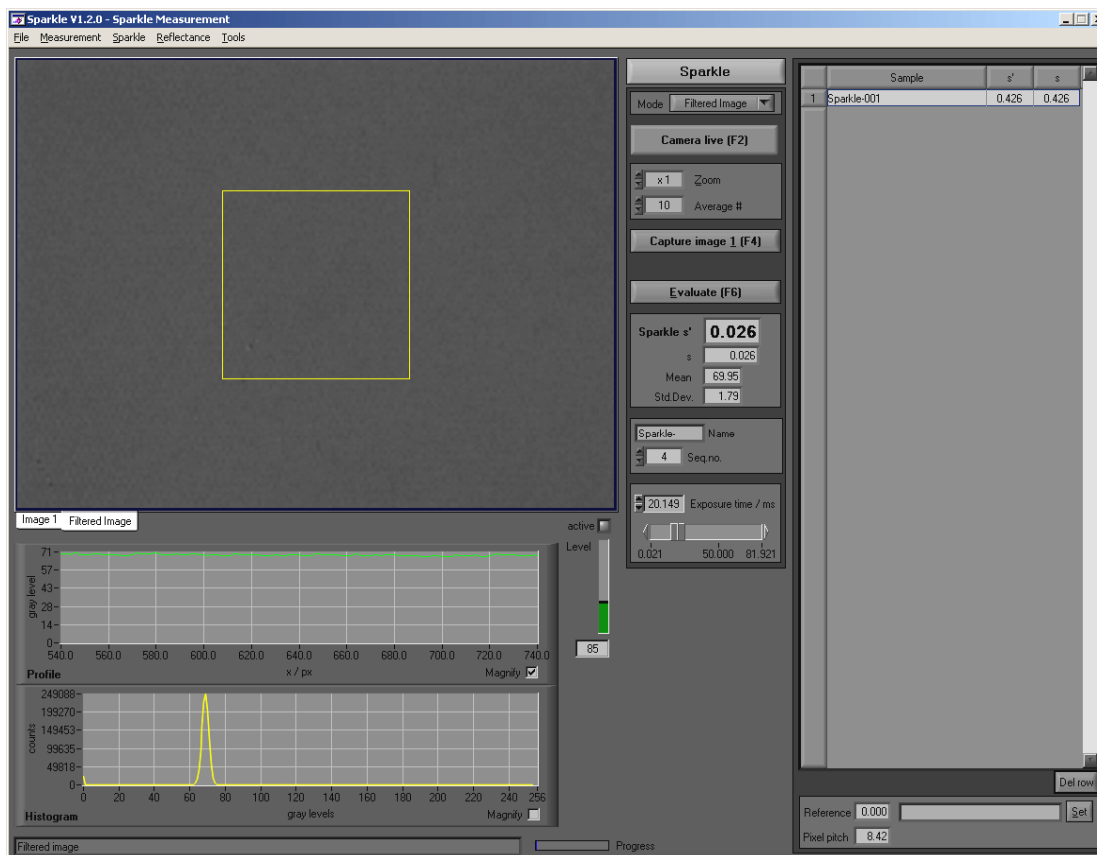 Sparkle V1.2.0 - Sparkle Measurement
File Measurement Sparkle Reflectance Tools
Image 1 Filtered Image
active
Level
85
71
57
43
28
14
0
gray level
540.0 560.0 580.0 600.0 620.0 640.0 660.0 680.0 700.0 720.0 740.0
x / px
Profile
Magnify
249088
199270
149453
99635
49818
0
counts
0 20 40 60 80 100 120 140 160 180 200 220 240 256
gray levels
Histogram
Magnify
Filtered image
Progress
Sparkle
Mode Filtered Image
Camera live (F2)
x 1 Zoom
10 Average #
Capture image 1 (F4)
Evaluate (F6)
Sparkle s' 0.026
s 0.026
Mean 69.95
Std.Dev. 1.79
Sparkle- Name
4 Seq.no.
20.149 Exposure time / ms
0.021 50.000 81.921
Sample s' s
1 Sparkle-001 0.426 0.426
Del row
Reference 0.000 Set
Pixel pitch 8.42